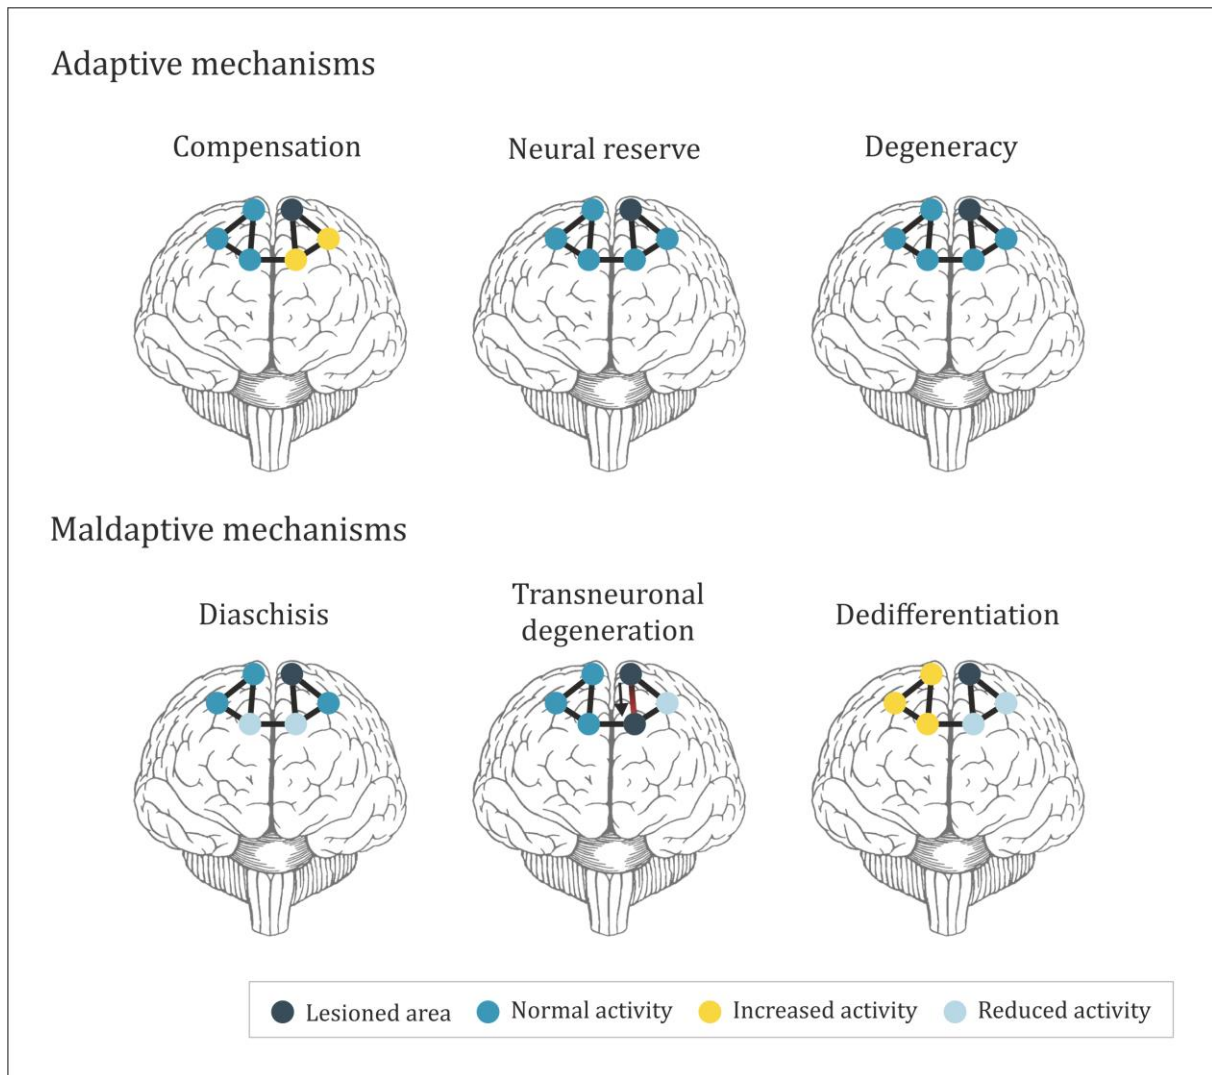 Adaptive mechanisms
Compensation
Neural reserve
Degeneracy
Maldaptive mechanisms
Diaschisis
Transneuronal
degeneration
Dedifferentiation
Lesioned area
Normal activity
Increased activity
Reduced activity